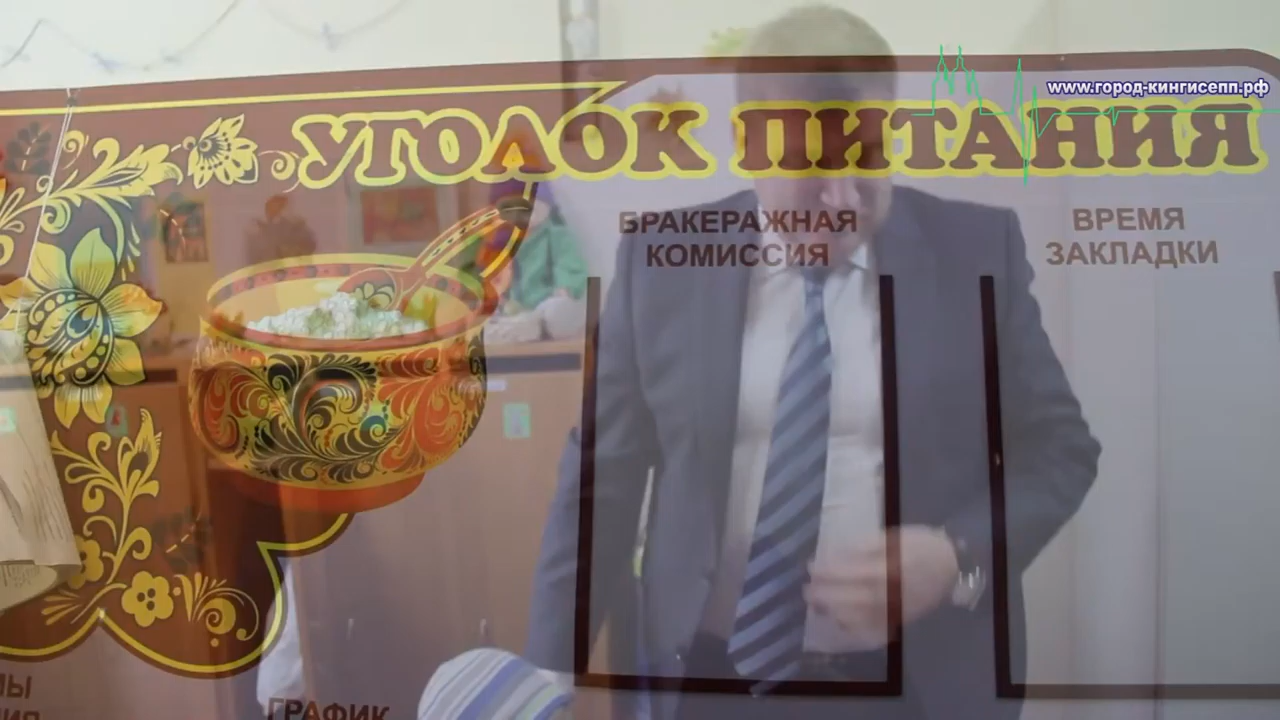 www.город-кингисепп.рф
УГОЛОК ПИТАНИЯ
БРАКЕРАЖНАЯ
КОМИССИЯ
ВРЕМЯ
ЗАКЛАДКИ
ГРАФИК